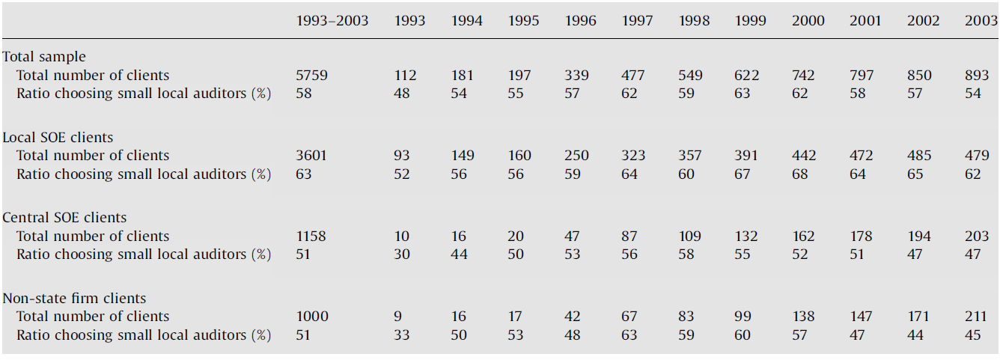 1993–2003 1993 1994 1995 1996 1997 1998 1999 2000 2001 2002 2003
Total sample
Total number of clients 5759 112 181 197 339 477 549 622 742 797 850 893
Ratio choosing small local auditors (%) 58 48 54 55 57 62 59 63 62 58 57 54
Local SOE clients
Total number of clients 3601 93 149 160 250 323 357 391 442 472 485 479
Ratio choosing small local auditors (%) 63 52 56 56 59 64 60 67 68 64 65 62
Central SOE clients
Total number of clients 1158 10 16 20 47 87 109 132 162 178 194 203
Ratio choosing small local auditors (%) 51 30 44 50 53 56 58 55 52 51 47 47
Non-state firm clients
Total number of clients 1000 9 16 17 42 67 83 99 138 147 171 211
Ratio choosing small local auditors (%) 51 33 50 53 48 63 59 60 57 47 44 45